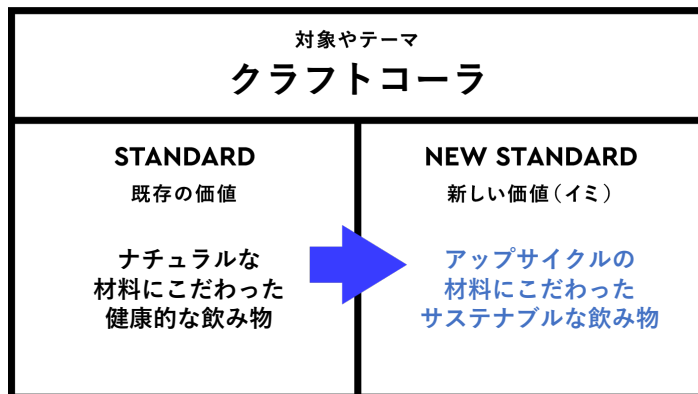 対象やテーマ
クラフトコーラ
STANDARD
既存の価値
ナチュラルな
材料にこだわった
健康的な飲み物
NEW STANDARD
新しい価値(イミ)
アップサイクルの
材料にこだわった
サステナブルな飲み物